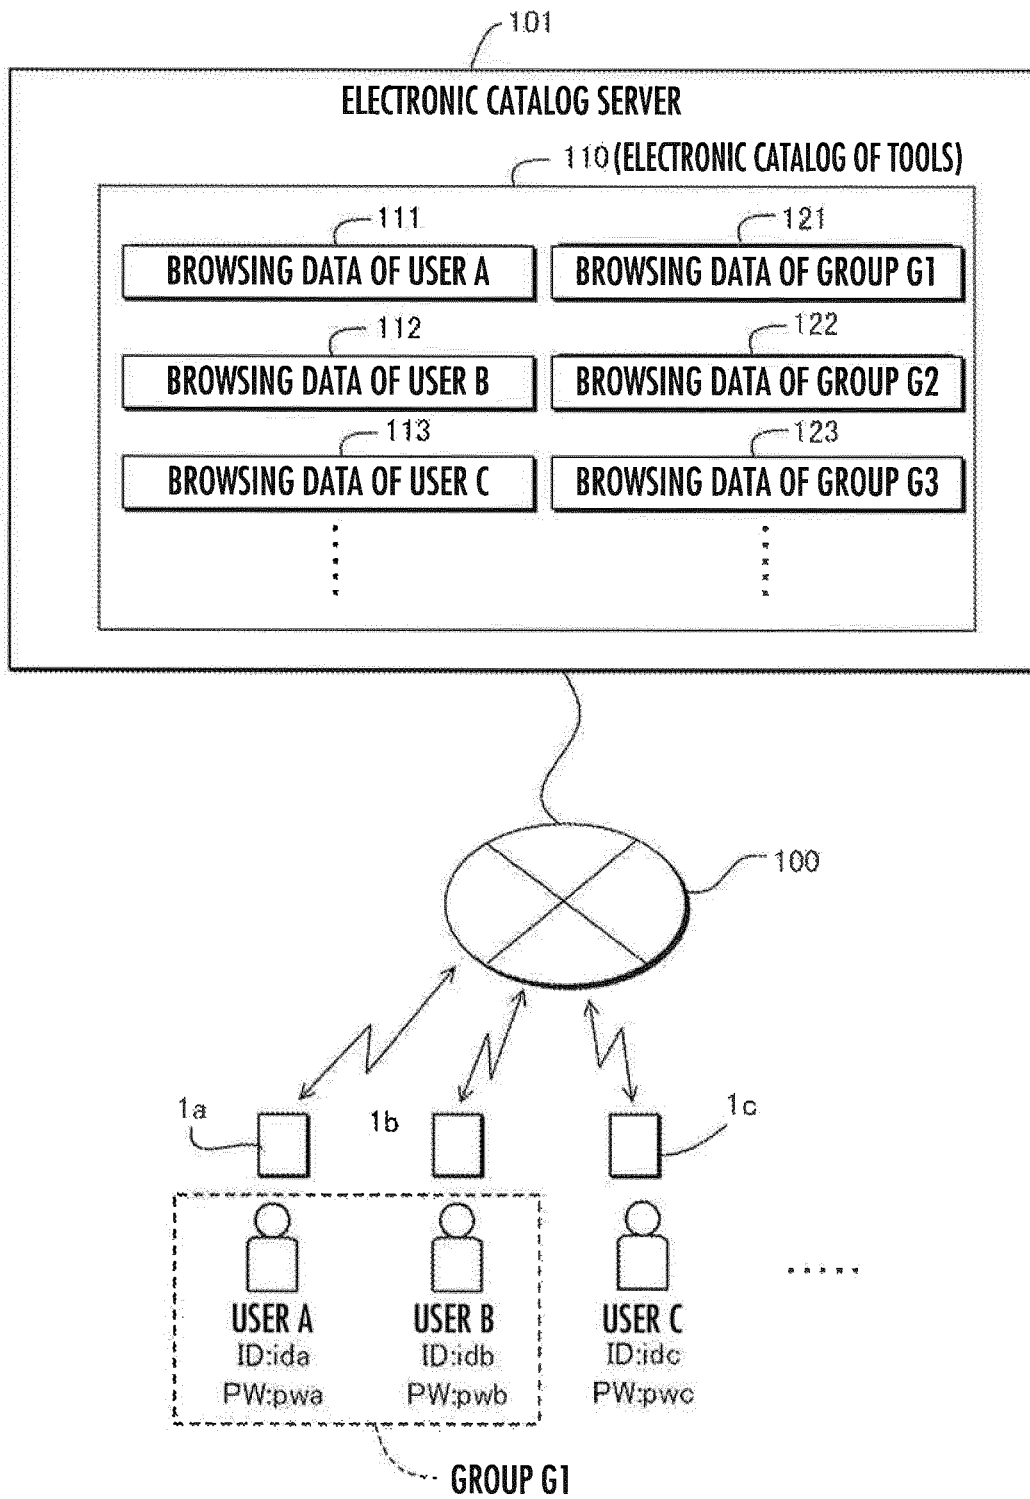 101
ELECTRONIC CATALOG SERVER
110 (ELECTRONIC CATALOG OF TOOLS)
111
121
BROWSING DATA OF USER A
BROWSING DATA OF GROUP G1
112
122
BROWSING DATA OF USER B
BROWSING DATA OF GROUP G2
113
123
BROWSING DATA OF USER C
BROWSING DATA OF GROUP G3
100
1a
1b
1c
USER A
USER B
USER C
ID:ida
ID:idb
ID:idc
PW:pwa
PW:pwb
PW:pwc
GROUP G1